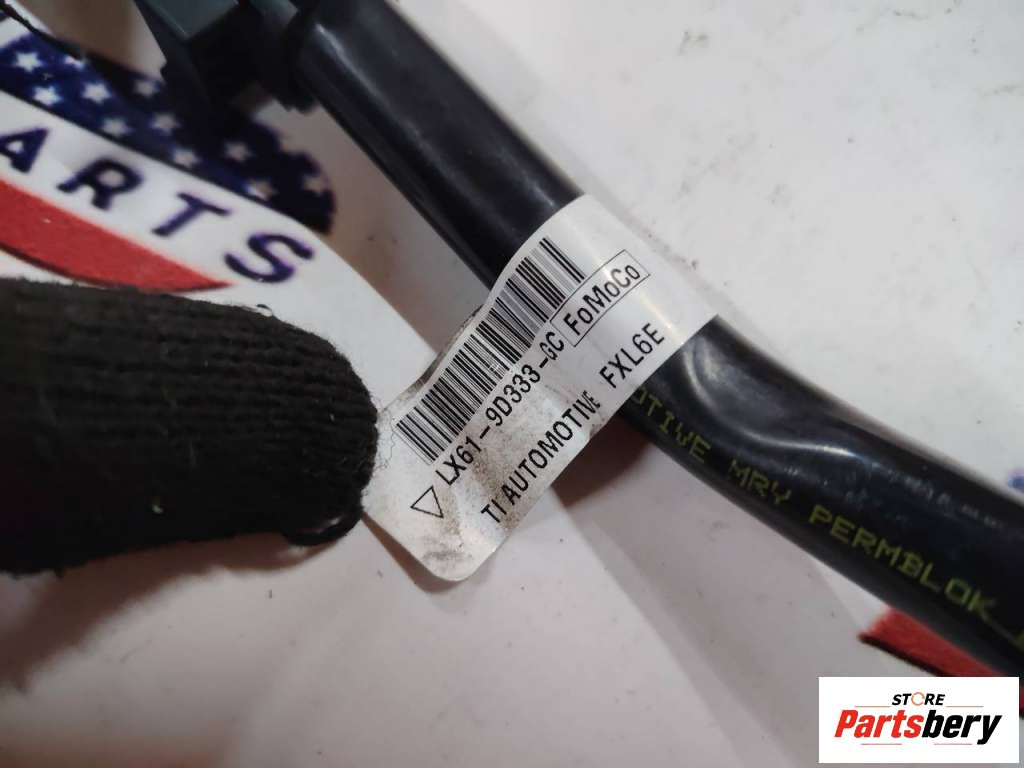 ARTS
LX61-9D333-GC FoMoCo
TI AUTOMOTIVE FXL6E
OTIVE MRY PERMBLOK
STORE
Partsbery